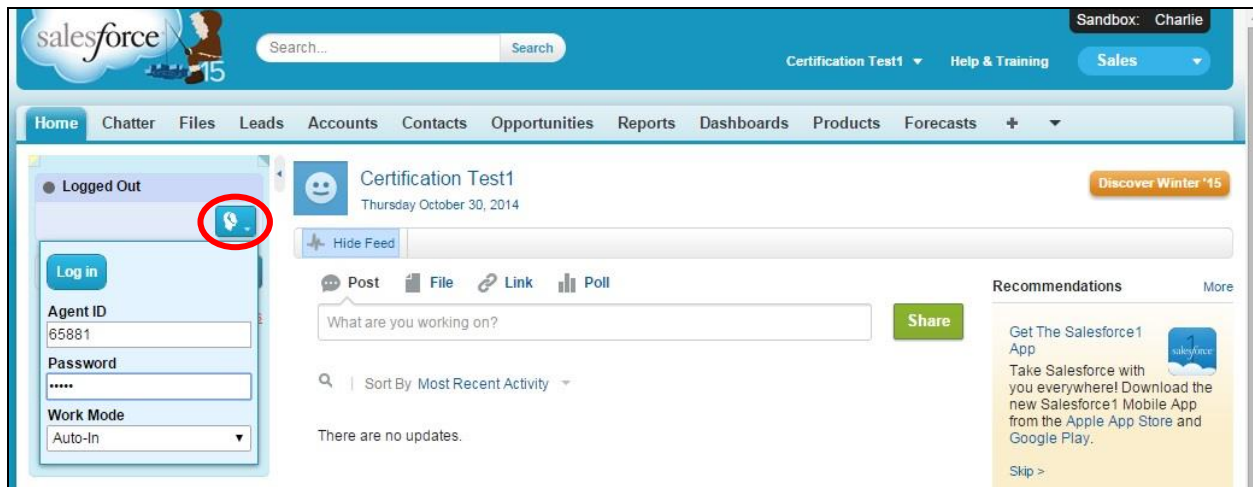 Sandbox: Charlie
salesforce
15
Search...
Search
Certification Test1
Help & Training
Sales
Home Chatter Files Leads Accounts Contacts Opportunities Reports Dashboards Products Forecasts +
Logged Out
Log in
Agent ID
65881
Password
•••••
Work Mode
Auto-In
Certification Test1
Thursday October 30, 2014
Discover Winter '15
Hide Feed
Post File Link Poll
What are you working on?
Share
Sort By Most Recent Activity
There are no updates.
Recommendations More
Get The Salesforce1
App
salesforce
1
Take Salesforce with
you everywhere! Download the
new Salesforce1 Mobile App
from the Apple App Store and
Google Play.
Skip >